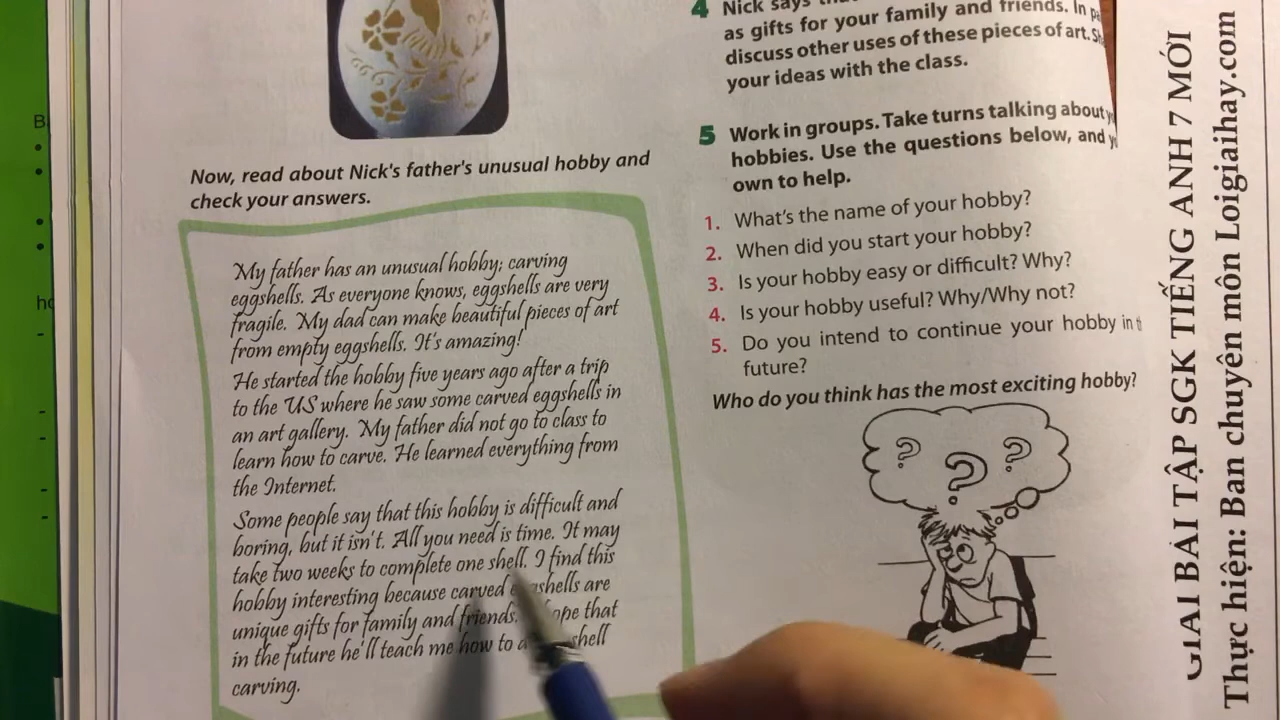 Now, read about Nick's father's unusual hobby and
check your answers.
My father has an unusual hobby: carving
eggshells. As everyone knows, eggshells are very
fragile. My dad can make beautiful pieces of art
from empty eggshells. It's amazing!
He started the hobby five years ago after a trip
to the US where he saw some carved eggshells in
an art gallery. My father did not go to class to
learn how to carve. He learned everything from
the Internet.
Some people say that this hobby is difficult and
boring, but it isn't. All you need is time. It may
take two weeks to complete one shell. I find this
hobby interesting because carved are
unique gifts for family and friends. that
in the future he'll teach me how to
carving.
4 Nick says
as gifts for your family and friends. In
discuss other uses of these pieces of art.
your ideas with the class.
5 Work in groups. Take turns talking about
hobbies. Use the questions below, and
own to help.
1. What's the name of your hobby?
2. When did you start your hobby?
3. Is your hobby easy or difficult? Why?
4. Is your hobby useful? Why/Why not?
5. Do you intend to continue your hobby in
future?
Who do you think has the most exciting hobby?
? ? ?
GIẢI BÀI TẬP SGK TIẾNG ANH 7 MỚI
Thực hiện: Ban chuyên môn Loigiaihay.com